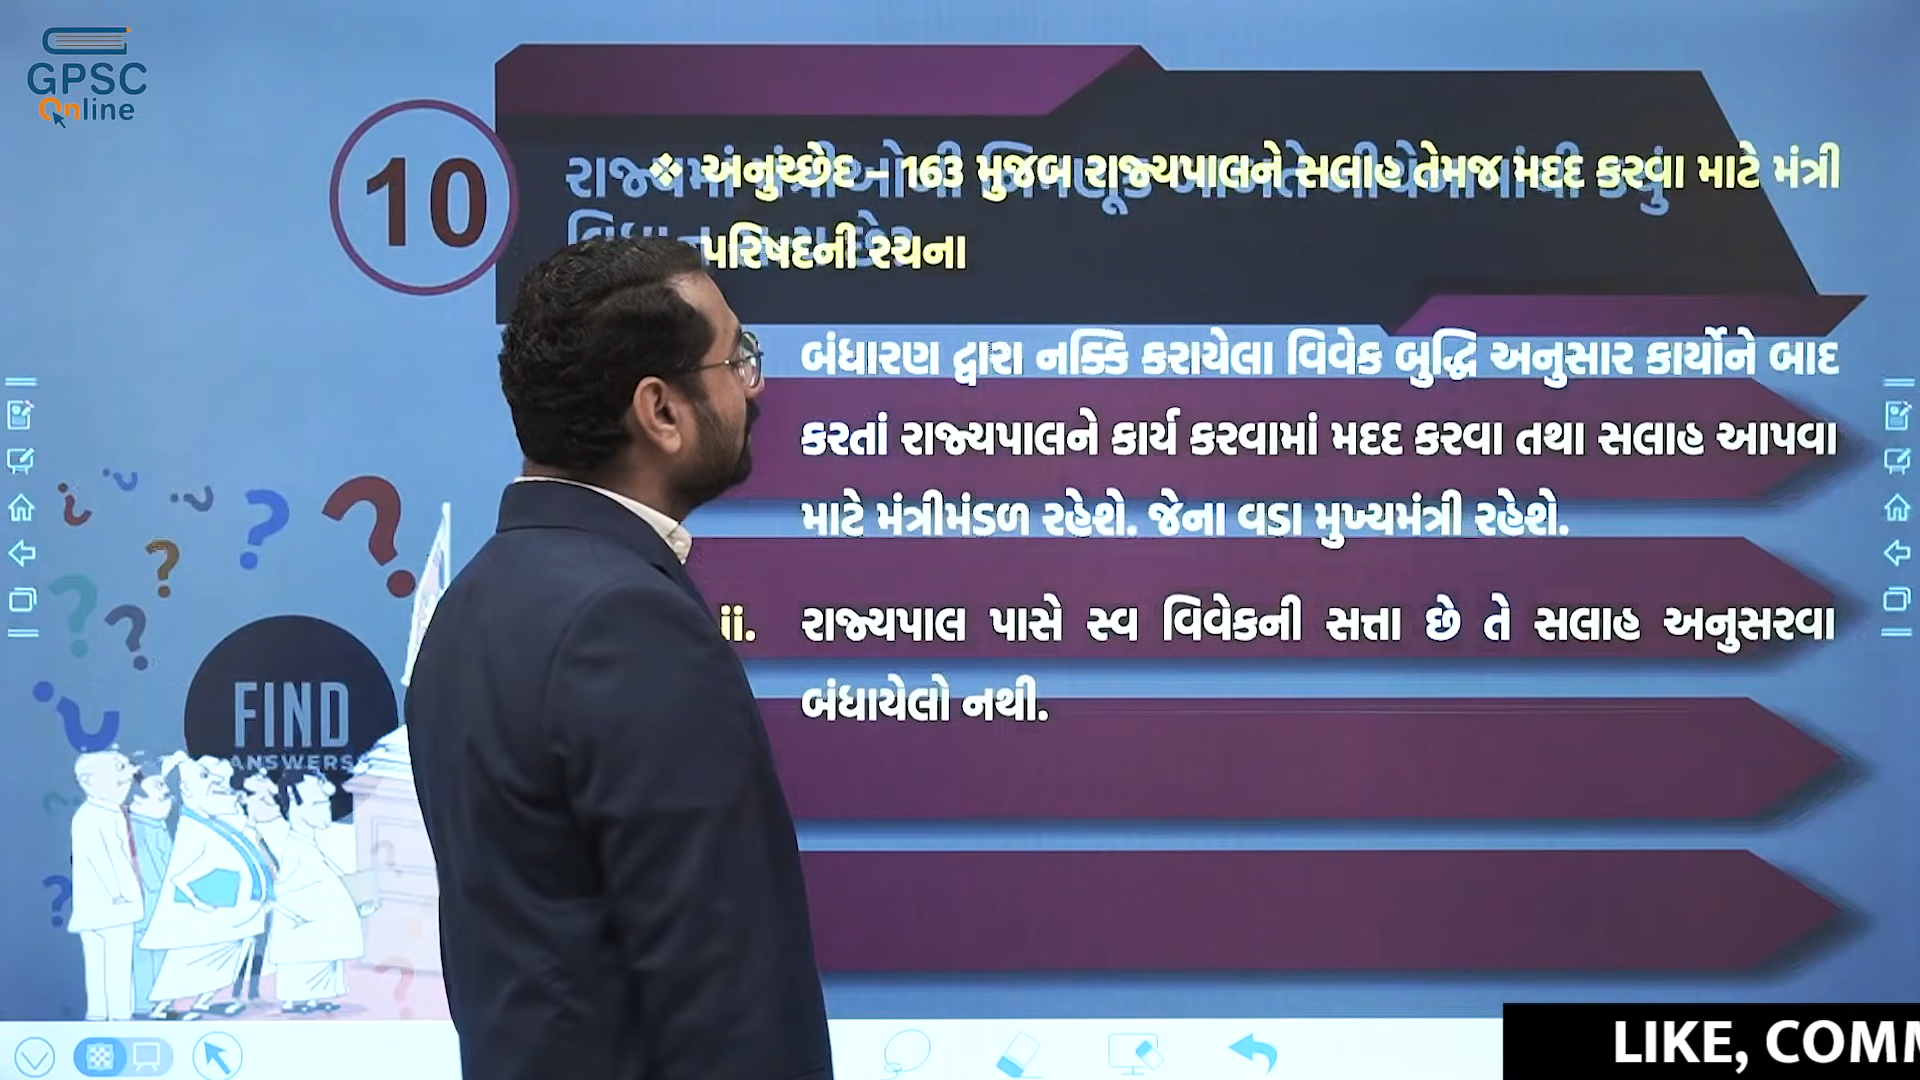 GPSC
Online
10
❖ અનુચ્છેદ – 163 મુજબ રાજ્યપાલને સલાહ તેમજ મદદ કરવા માટે મંત્રી
પરિષદની રચના
બંધારણ દ્વારા નક્કિ કરાયેલા વિવેક બુદ્ધિ અનુસાર કાર્યોને બાદ
કરતાં રાજ્યપાલને કાર્ય કરવામાં મદદ કરવા તથા સલાહ આપવા
માટે મંત્રીમંડળ રહેશે. જેના વડા મુખ્યમંત્રી રહેશે.
ii. રાજ્યપાલ પાસે સ્વ વિવેકની સત્તા છે તે સલાહ અનુસરવા
બંધાયેલો નથી.
FIND
ANSWERS
LIKE, COMM